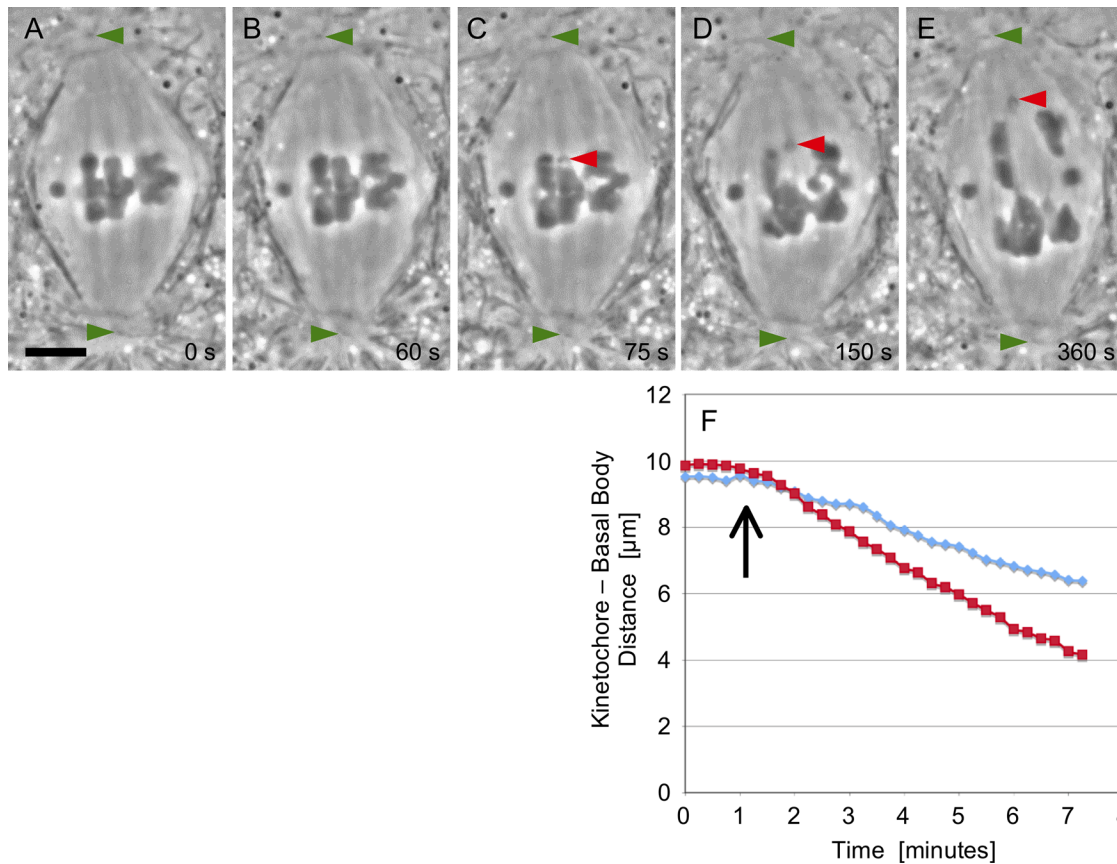 A B C D E
0 s 60 s 75 s 150 s 360 s
F
Kinetochore – Basal Body
Distance [µm]
12
10
8
6
4
2
0
0 1 2 3 4 5 6 7
Time [minutes]